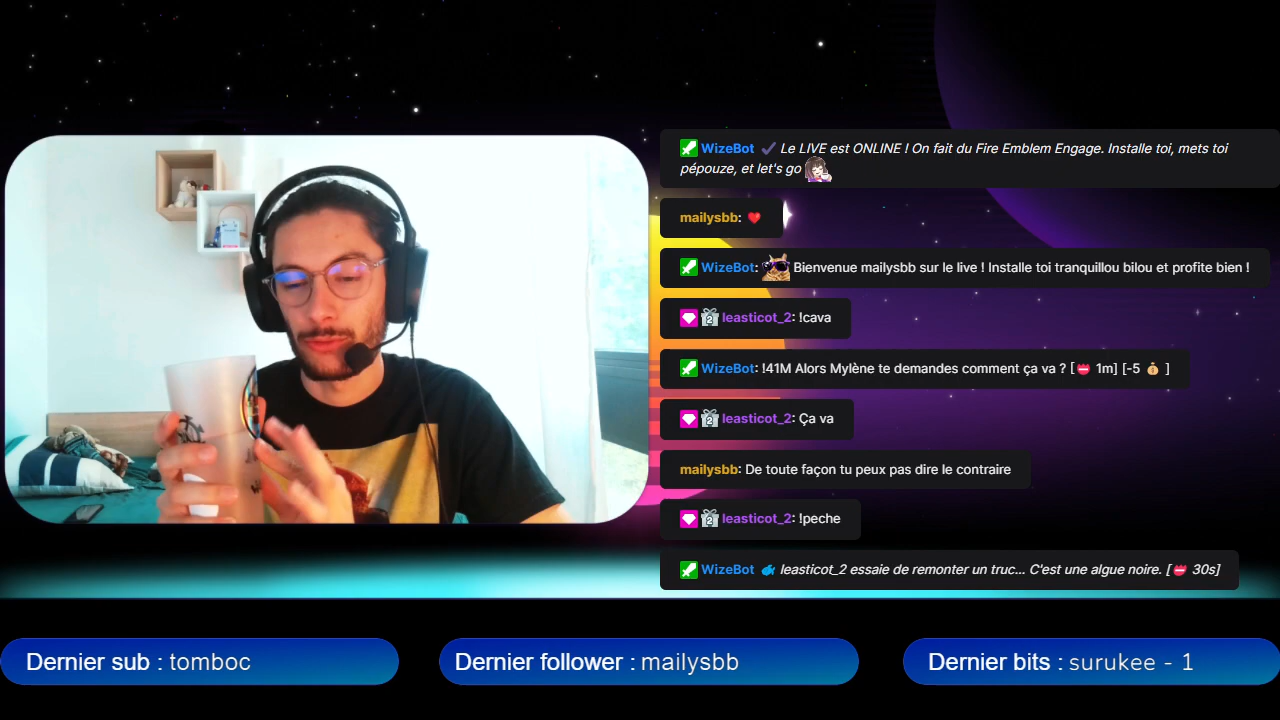 WizeBot Le LIVE est ONLINE ! On fait du Fire Emblem Engage. Installe toi, mets toi
pépouze, et let's go
mailysbb: ❤️
WizeBot: Bienvenue mailysbb sur le live ! Installe toi tranquillou bilou et profite bien !
2 leasticot_2: !cava
WizeBot: !41M Alors Mylène te demandes comment ça va ? [ 1m] [-5 💰 ]
2 leasticot_2: Ça va
mailysbb: De toute façon tu peux pas dire le contraire
2 leasticot_2: !peche
WizeBot leasticot_2 essaie de remonter un truc... C'est une algue noire. [ 30s]
Dernier sub : tomboc
Dernier follower : mailysbb
Dernier bits : surukee - 1